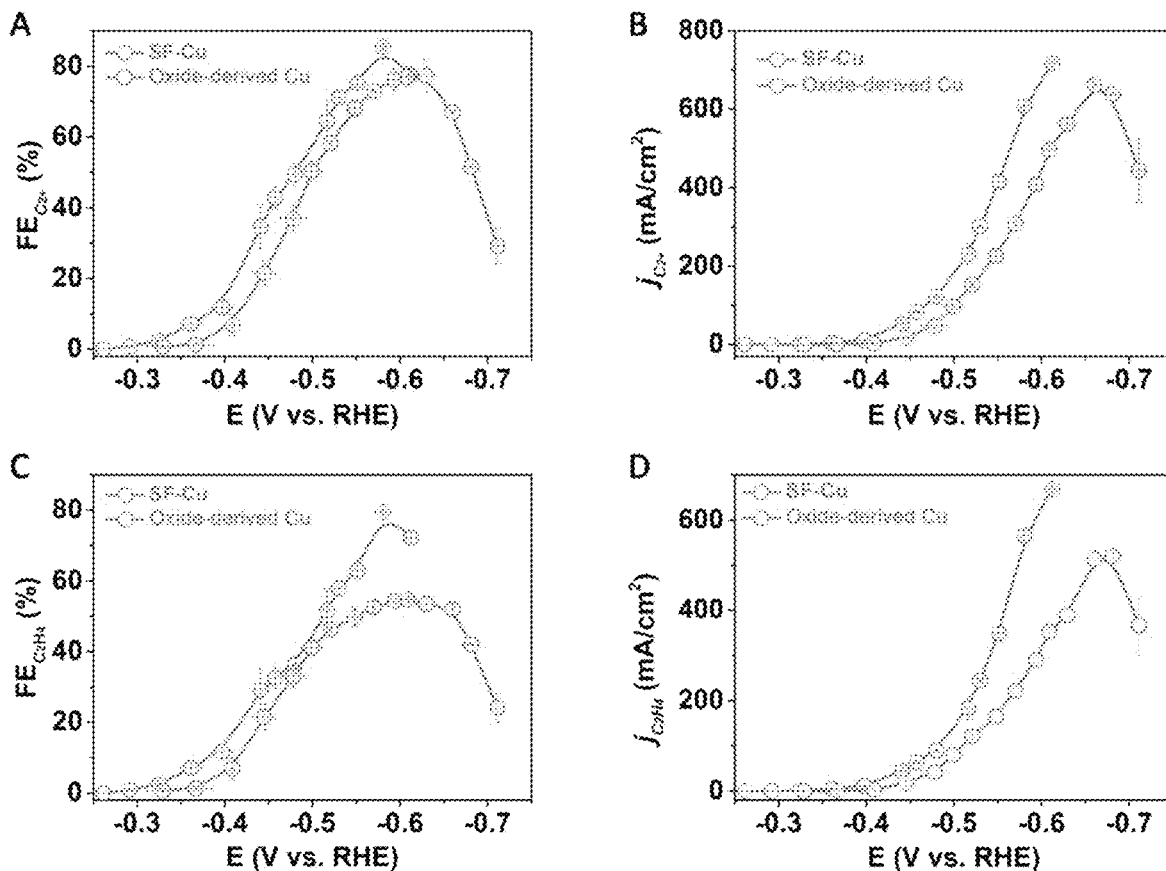 A
SF-Cu
Oxide-derived Cu
80
60
40
20
0
FE C2+ (%)
-0.3 -0.4 -0.5 -0.6 -0.7
E (V vs. RHE)
B
SF-Cu
Oxide-derived Cu
800
600
400
200
0
j C2+ (mA/cm²)
-0.3 -0.4 -0.5 -0.6 -0.7
E (V vs. RHE)
C
SF-Cu
Oxide-derived Cu
80
60
40
20
0
FE C2H4 (%)
-0.3 -0.4 -0.5 -0.6 -0.7
E (V vs. RHE)
D
SF-Cu
Oxide-derived Cu
600
400
200
0
j C2H4 (mA/cm²)
-0.3 -0.4 -0.5 -0.6 -0.7
E (V vs. RHE)